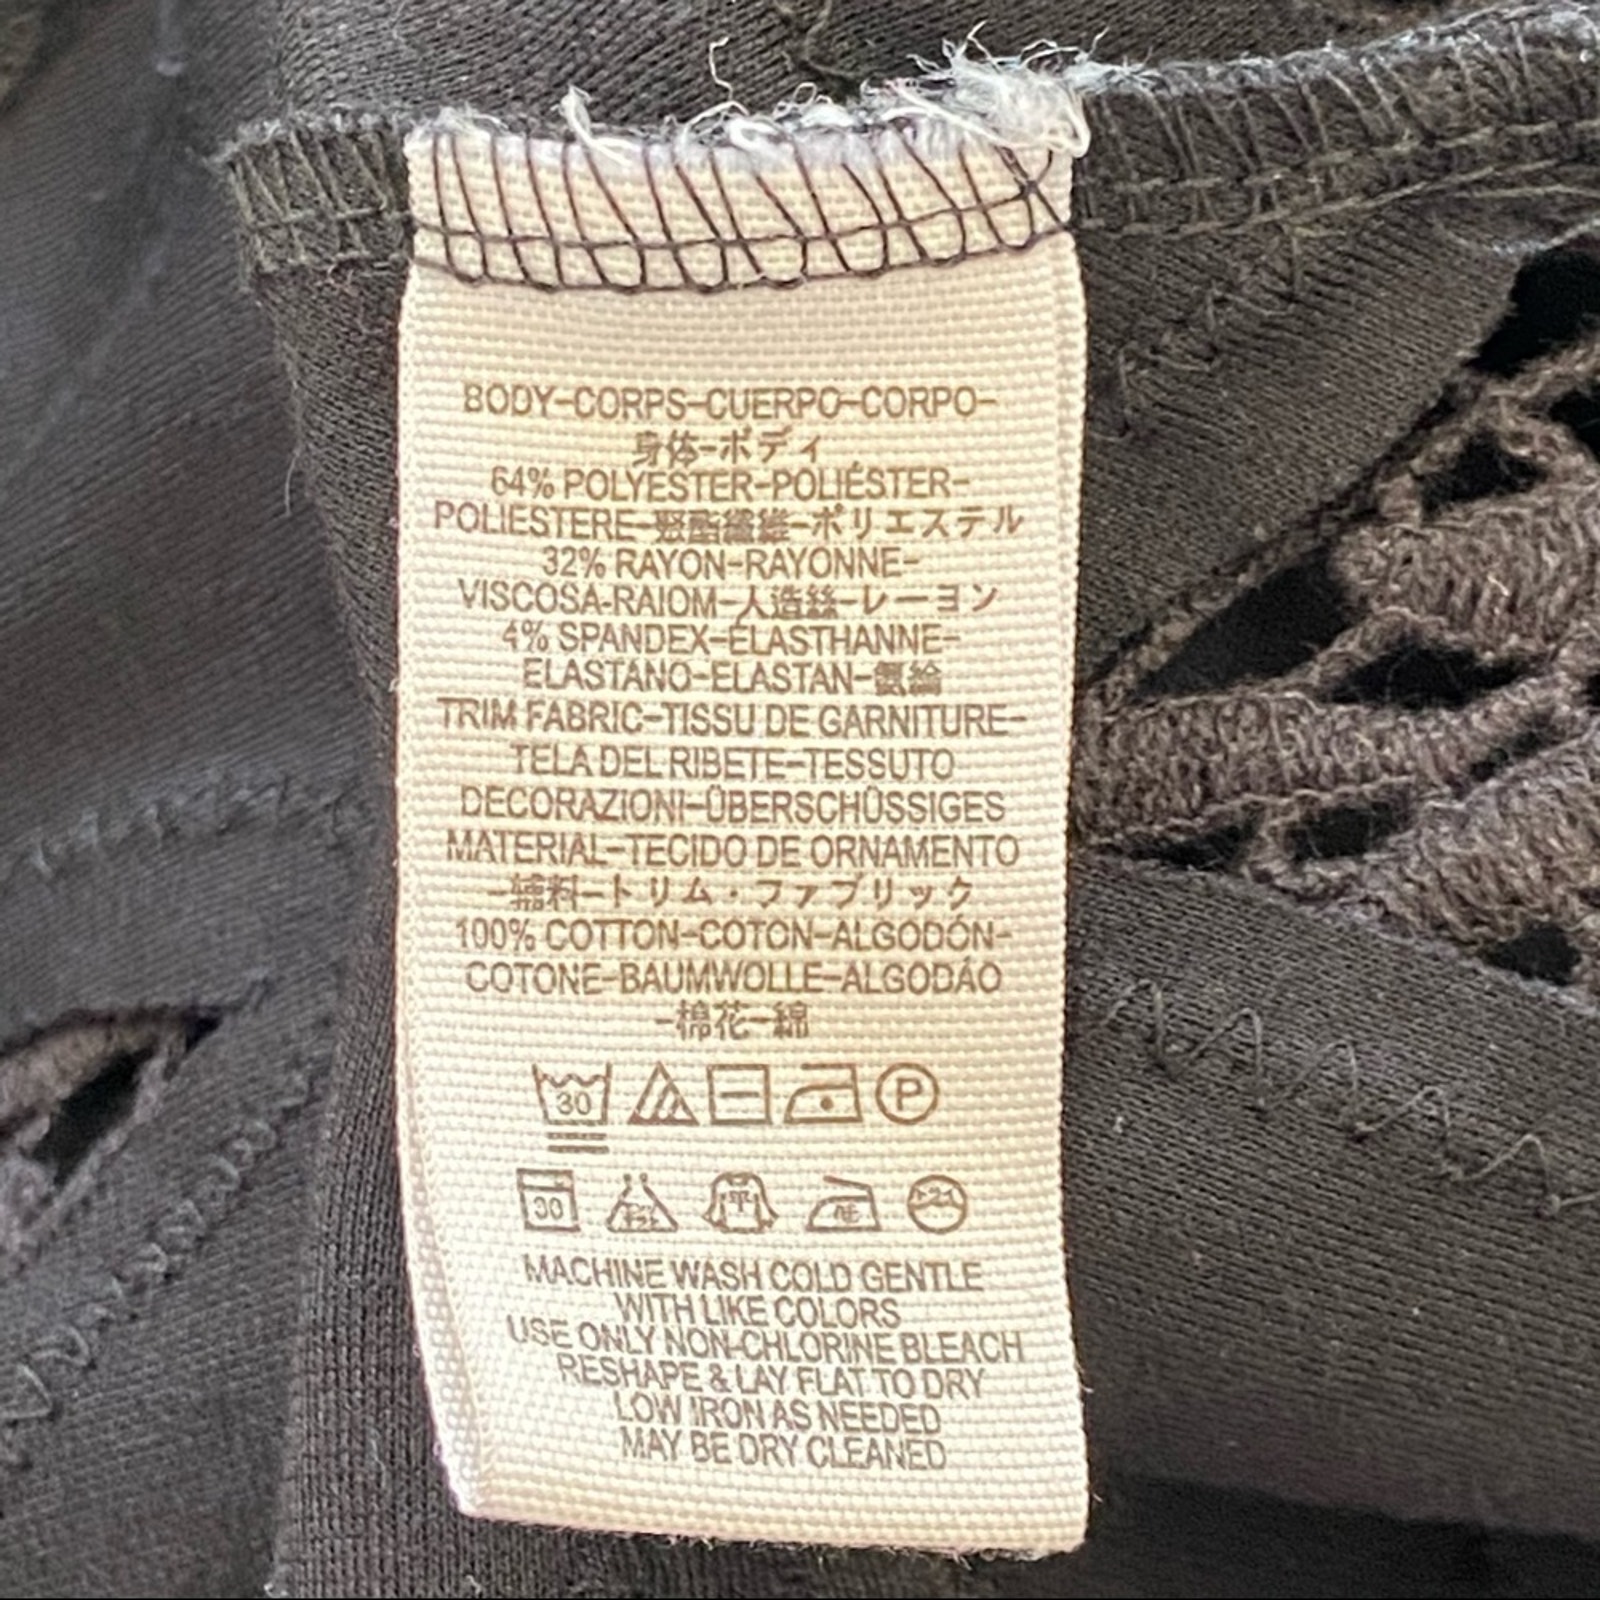 BODY-CORPS-CUERPO-CORPO-
身体-ボディ
64% POLYESTER-POLIÉSTER-
POLIESTERE-聚酯纖維-ポリエステル
32% RAYON-RAYONNE-
VISCOSA-RAIOM-人造絲-レーヨン
4% SPANDEX-ÉLASTHANNE-
ELASTANO-ELASTAN-氨綸
TRIM FABRIC-TISSU DE GARNITURE-
TELA DEL RIBETE-TESSUTO
DECORAZIONI-ÜBERSCHÜSSIGES
MATERIAL-TECIDO DE ORNAMENTO
-辅料-トリム・ファブリック
100% COTTON-COTON-ALGODÓN-
COTONE-BAUMWOLLE-ALGODÁO
-棉花-綿
30 P
30 平 低
MACHINE WASH COLD GENTLE
WITH LIKE COLORS
USE ONLY NON-CHLORINE BLEACH
RESHAPE & LAY FLAT TO DRY
LOW IRON AS NEEDED
MAY BE DRY CLEANED